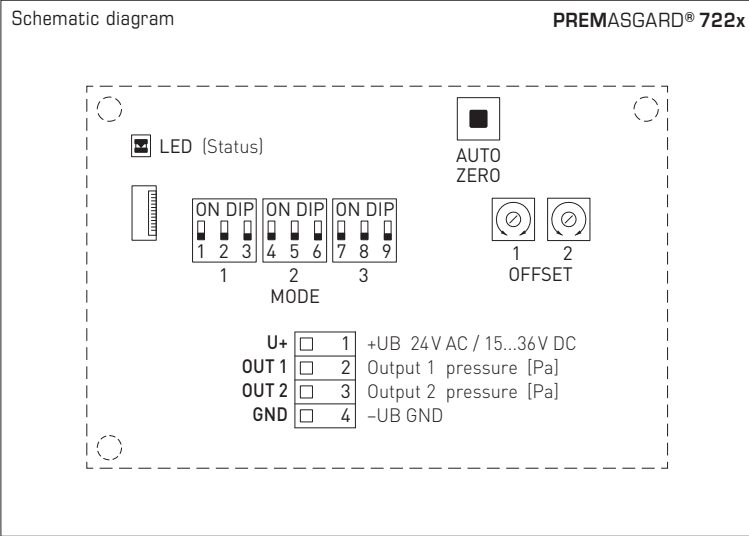 Schematic diagram
PREMASGARD® 722x
LED (Status)
AUTO
ZERO
ON DIP ON DIP ON DIP
1 2 3 4 5 6 7 8 9
1 2 3
MODE
1 2
OFFSET
U+ 1 +UB 24V AC / 15...36V DC
OUT 1 2 Output 1 pressure [Pa]
OUT 2 3 Output 2 pressure [Pa]
GND 4 –UB GND